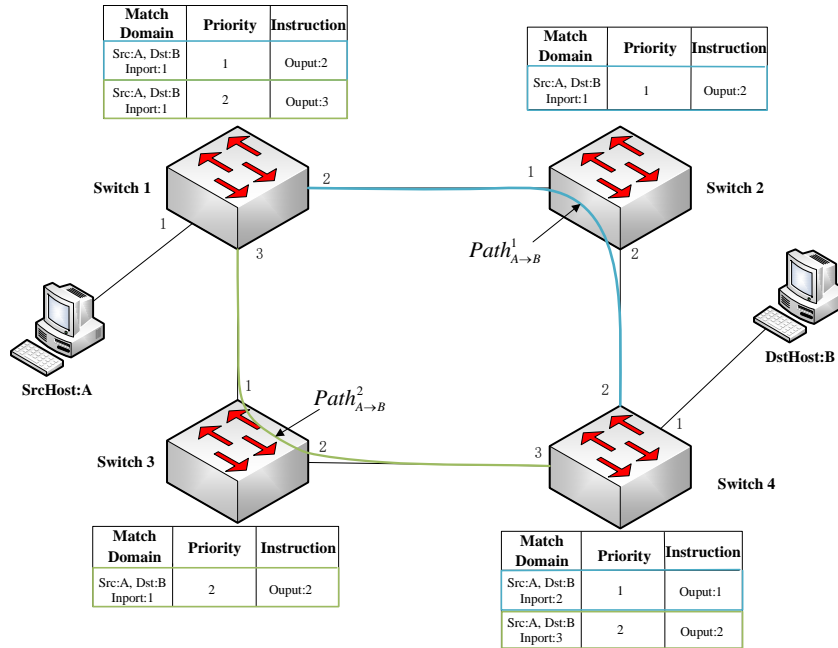 Match Domain Priority Instruction
Src:A, Dst:B Inport:1 1 Ouput:2
Src:A, Dst:B Inport:1 2 Ouput:3
Match Domain Priority Instruction
Src:A, Dst:B Inport:1 1 Ouput:2
Switch 1
2
1
Switch 2
1
3
Path¹A→B
2
SrcHost:A
DstHost:B
1
Path²A→B
2
2
1
Switch 3
3
Switch 4
Match Domain Priority Instruction
Src:A, Dst:B Inport:1 2 Ouput:2
Match Domain Priority Instruction
Src:A, Dst:B Inport:2 1 Ouput:1
Src:A, Dst:B Inport:3 2 Ouput:2